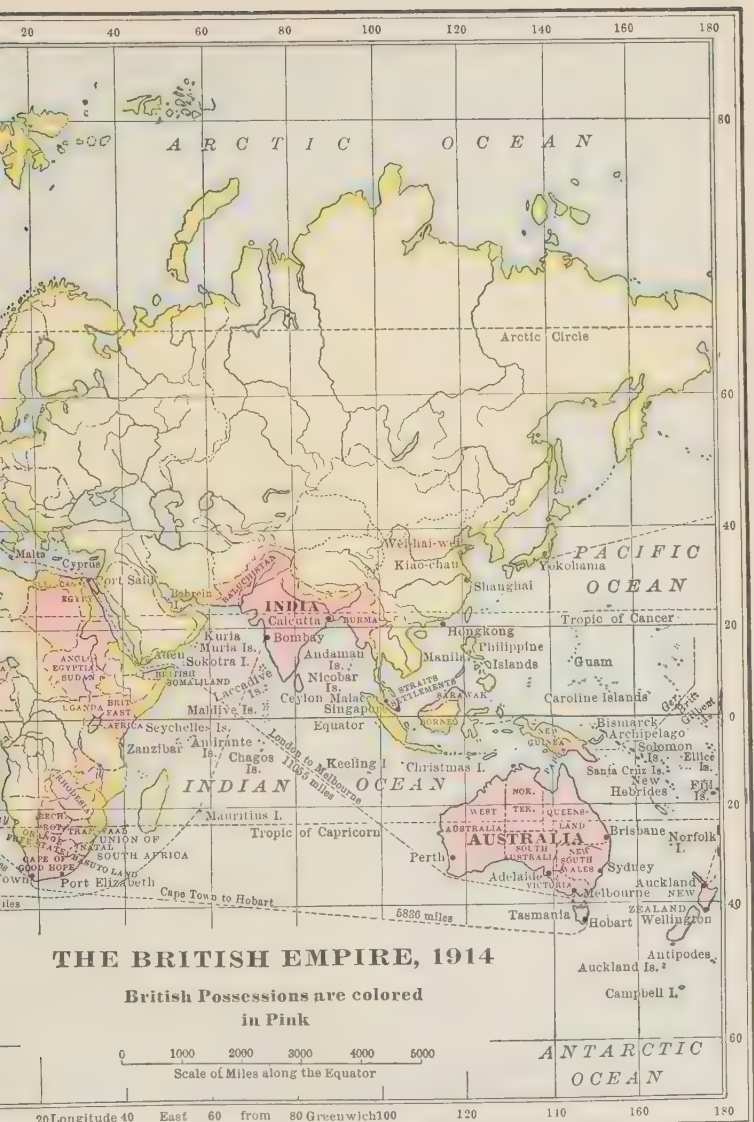 20 40 60 80 100 120 140 160 180
80
ARCTIC OCEAN
Arctic Circle
60
40
Malta
Cyprus
Port Said
Bahrein
I.
BALUCHISTAN
Wei-hai-wei
Kiao-chau
Yokohama
PACIFIC
OCEAN
Shanghai
EGYPT
INDIA
Calcutta
BURMA
Bombay
Tropic of Cancer
20
Hongkong
Kuria
Muria Is.
Aden
Sokotra I.
BRITISH
SOMALILAND
Laccadive
Is.
Andaman
Is.
Nicobar
Is.
Manila
Philippine
Islands
Guam
ANGLO
EGYPTIAN
SUDAN
Ceylon
STRAITS
SETTLEMENTS
SARAWAK
Caroline Islands
Gilbert
Is.
Maldive Is.
UGANDA
BRIT.
EAST
AFRICA
Seychelles Is.
Equator
BORNEO
0
Bismarck
Archipelago
NEW
GUINEA
Zanzibar
Amirante
Is.
Chagos
Is.
London to Melbourne
11055 miles
Keeling I
Christmas I.
Solomon
Is.
Santa Cruz Is.
Ellice
Is.
New
Hebrides
Fiji
Is.
INDIAN OCEAN
20
RHODESIA
Mauritius I.
Tropic of Capricorn
NOR.
TER.
WEST
AUSTRALIA
QUEENS-
LAND
AUSTRALIA
SOUTH
AUSTRALIA
NEW
SOUTH
WALES
VICTORIA
Brisbane
Norfolk
I.
Perth
Adelaide
Sydney
Melbourne
BECH.
PROT.
TRANSVAAL
ORANGE
FREE STATE
NATAL
BASUTOLAND
UNION OF
SOUTH AFRICA
CAPE OF
GOOD HOPE
Town
Port Elizabeth
Cape Town to Hobart
5886 miles
Tasmania
Hobart
Auckland
NEW
ZEALAND
Wellington
40
Antipodes
Auckland Is.
Campbell I.
THE BRITISH EMPIRE, 1914
British Possessions are colored
in Pink
0 1000 2000 3000 4000 5000
Scale of Miles along the Equator
60
ANTARCTIC
OCEAN
20 Longitude 40 East 60 from 80 Greenwich 100 120 140 160 180